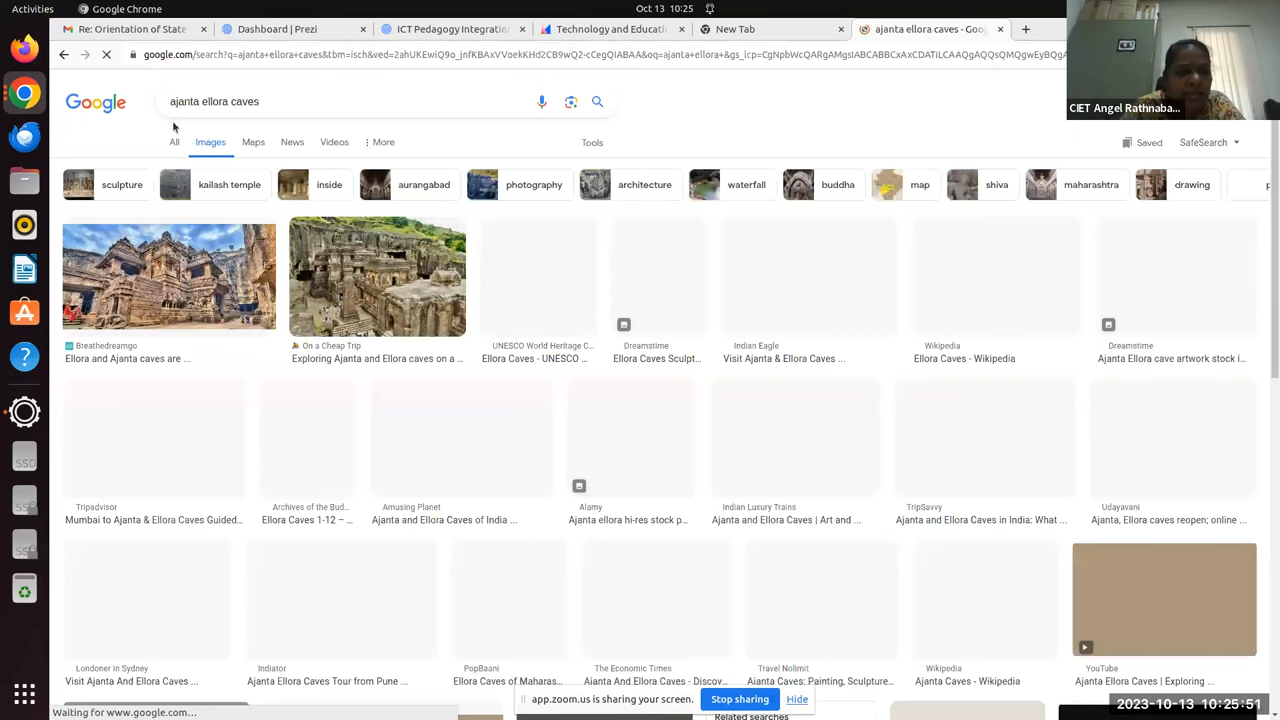 Activities
Google Chrome
Oct 13 10:25
Re: Orientation of State
Dashboard | Prezi
ICT Pedagogy Integration
Technology and Educatic
New Tab
ajanta ellora caves - Goo
google.com/search?q=ajanta+ellora+caves&tbm=isch&ved=2ahUKEwiQ9o_jnfKBAxVVoekKHd2CB9wQ2-cCegQIABAA&oq=ajanta+ellora+&gs_lcp=CgNpbWcQARgAMgsIABCABBCxAxCDATILCAAQgAQQsQMQgwEyBQgA
CIET Angel Rathnaba...
Google
ajanta ellora caves
All
Images
Maps
News
Videos
More
Tools
Saved
SafeSearch
sculpture
kailash temple
inside
aurangabad
photography
architecture
waterfall
buddha
map
shiva
maharashtra
drawing
Breathedreamgo
Ellora and Ajanta caves are ...
On a Cheap Trip
Exploring Ajanta and Ellora caves on a ...
UNESCO World Heritage C...
Ellora Caves - UNESCO ...
Dreamstime
Ellora Caves Sculpt...
Indian Eagle
Visit Ajanta & Ellora Caves ...
Wikipedia
Ellora Caves - Wikipedia
Dreamstime
Ajanta Ellora cave artwork stock i...
Tripadvisor
Mumbai to Ajanta & Ellora Caves Guided...
Archives of the Bud...
Ellora Caves 1-12 – ...
Amusing Planet
Ajanta and Ellora Caves of India ...
Alamy
Ajanta ellora hi-res stock p...
Indian Luxury Trains
Ajanta and Ellora Caves | Art and ...
TripSavvy
Ajanta and Ellora Caves in India: What ...
Udayavani
Ajanta, Ellora caves reopen; online ...
Londoner In Sydney
Visit Ajanta And Ellora Caves ...
Indiator
Ajanta Ellora Caves Tour from Pune ...
PopBaani
Ellora Caves of Maharas...
The Economic Times
Ajanta And Ellora Caves - Discov...
Travel Nolimit
Ajanta Caves: Painting, Sculpture...
Wikipedia
Ajanta Caves - Wikipedia
YouTube
Ajanta Ellora Caves | Exploring ...
app.zoom.us is sharing your screen.
Stop sharing
Hide
Related searches
Waiting for www.google.com...
2023-10-13 10:25:51